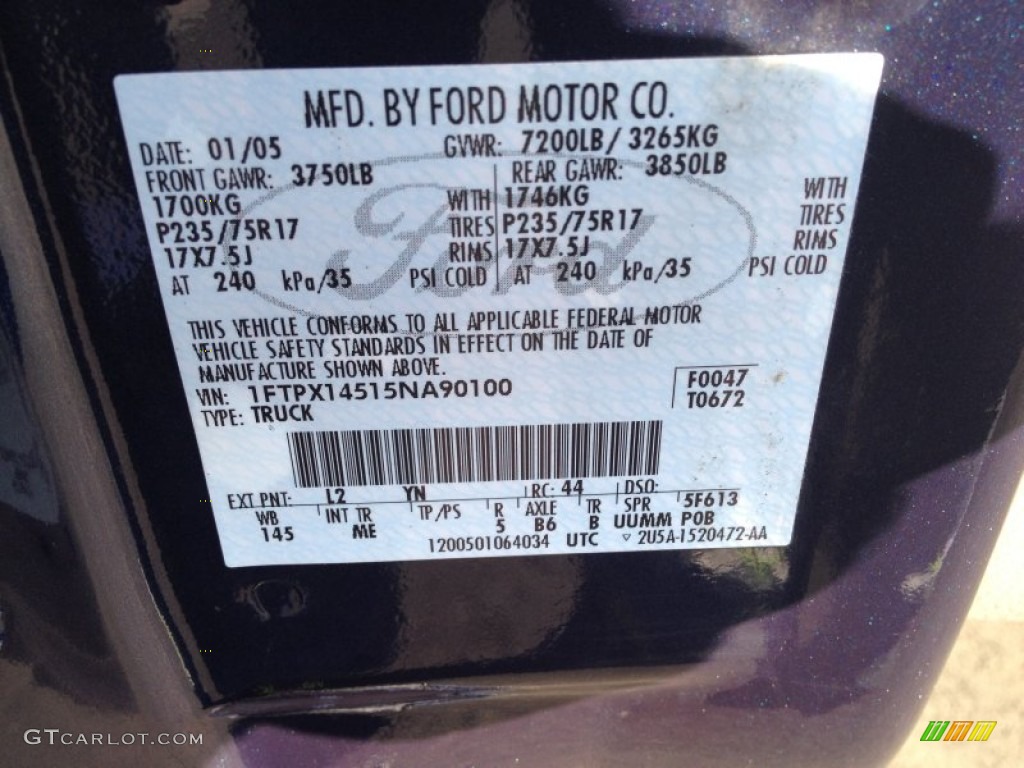 MFD. BY FORD MOTOR CO.
DATE: 01/05 GVWR: 7200LB / 3265KG
FRONT GAWR: 3750LB REAR GAWR: 3850LB
1700KG WITH 1746KG WITH
P235/75R17 TIRES P235/75R17 TIRES
17X7.5J RIMS 17X7.5J RIMS
AT 240 kPa/35 PSI COLD AT 240 kPa/35 PSI COLD
Ford
THIS VEHICLE CONFORMS TO ALL APPLICABLE FEDERAL MOTOR
VEHICLE SAFETY STANDARDS IN EFFECT ON THE DATE OF
MANUFACTURE SHOWN ABOVE.
VIN: 1FTPX14515NA90100 F0047
TYPE: TRUCK T0672
EXT PNT: L2 YN RC: 44 DSO:
WB INT TR TP/PS R AXLE TR SPR 5F613
145 ME 5 B6 B UUMM POB
1200501064034 UTC ▽ 2U5A-1520472-AA
GTCARLOT.COM